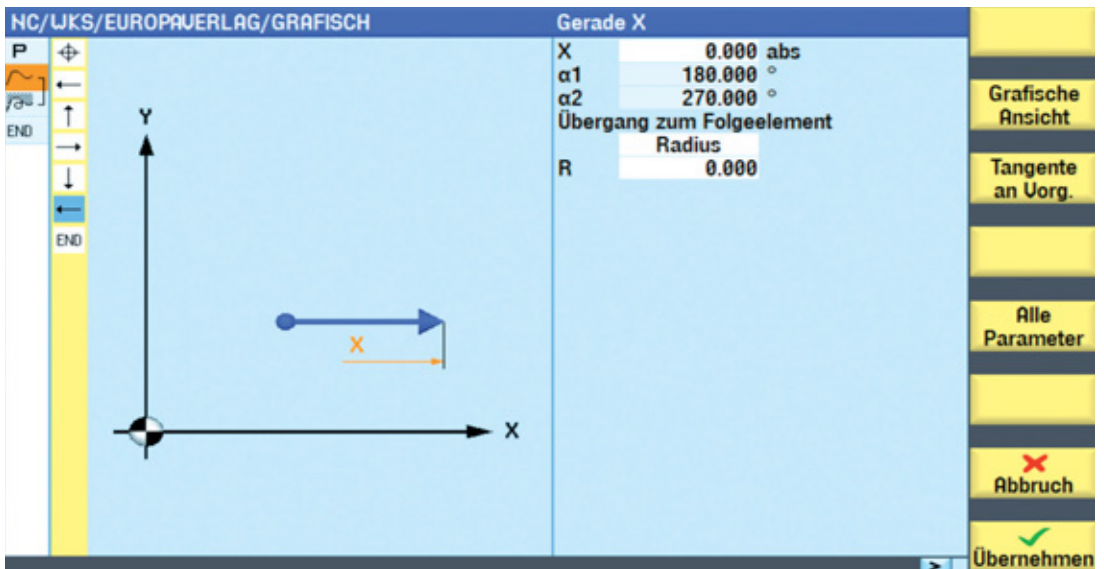 NC/WKS/EUROPAVERLAG/GRAFISCH
Gerade X
P
END
END
Y
X
X
X 0.000 abs
α1 180.000 °
α2 270.000 °
Übergang zum Folgeelement
Radius
R 0.000
Grafische
Ansicht
Tangente
an Vorg.
Alle
Parameter
Abbruch
Übernehmen